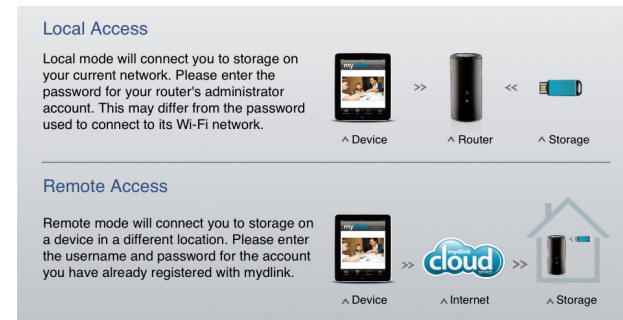 Local Access
Local mode will connect you to storage on
your current network. Please enter the
password for your router's administrator
account. This may differ from the password
used to connect to its Wi-Fi network.
>>
<<
^ Device
^ Router
^ Storage
Remote Access
Remote mode will connect you to storage on
a device in a different location. Please enter
the username and password for the account
you have already registered with mydlink.
>>
mydlink
cloud
services
>>
<
^ Device
^ Internet
^ Storage